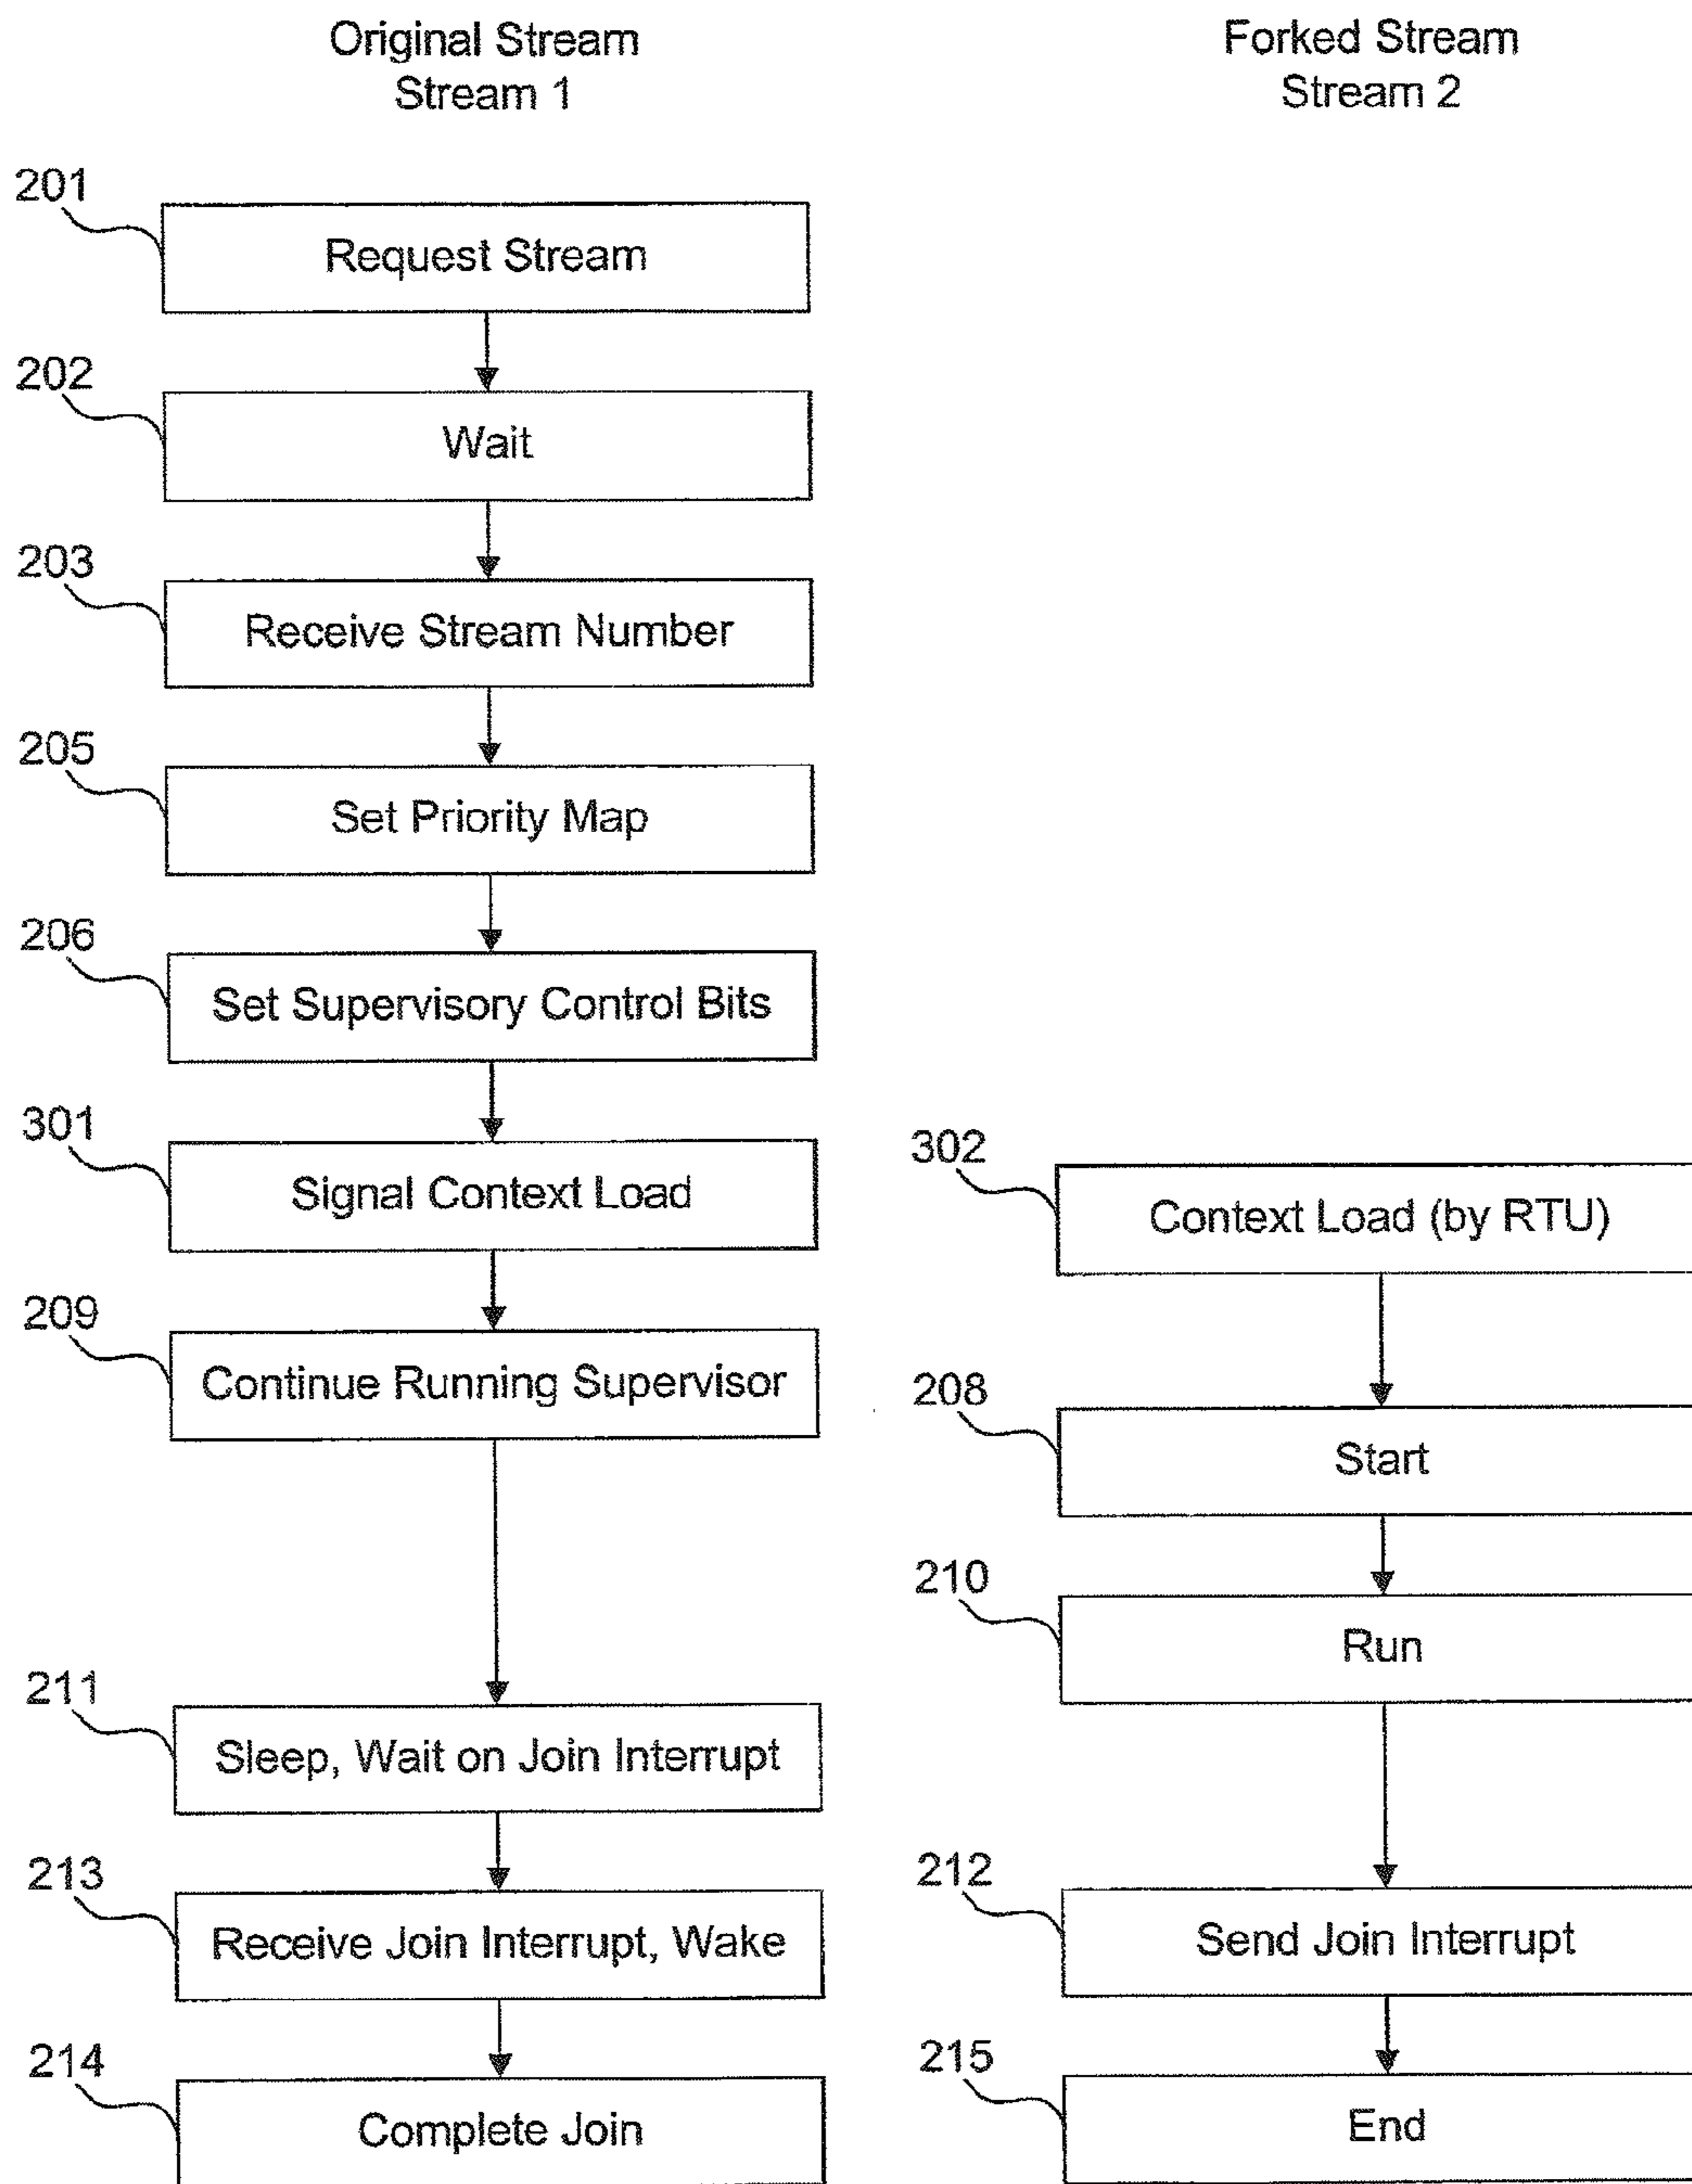 Original Stream
Stream 1
201
Request Stream
202
Wait
203
Receive Stream Number
205
Set Priority Map
206
Set Supervisory Control Bits
301
Signal Context Load
209
Continue Running Supervisor
211
Sleep, Wait on Join Interrupt
213
Receive Join Interrupt, Wake
214
Complete Join
Forked Stream
Stream 2
302
Context Load (by RTU)
208
Start
210
Run
212
Send Join Interrupt
215
End